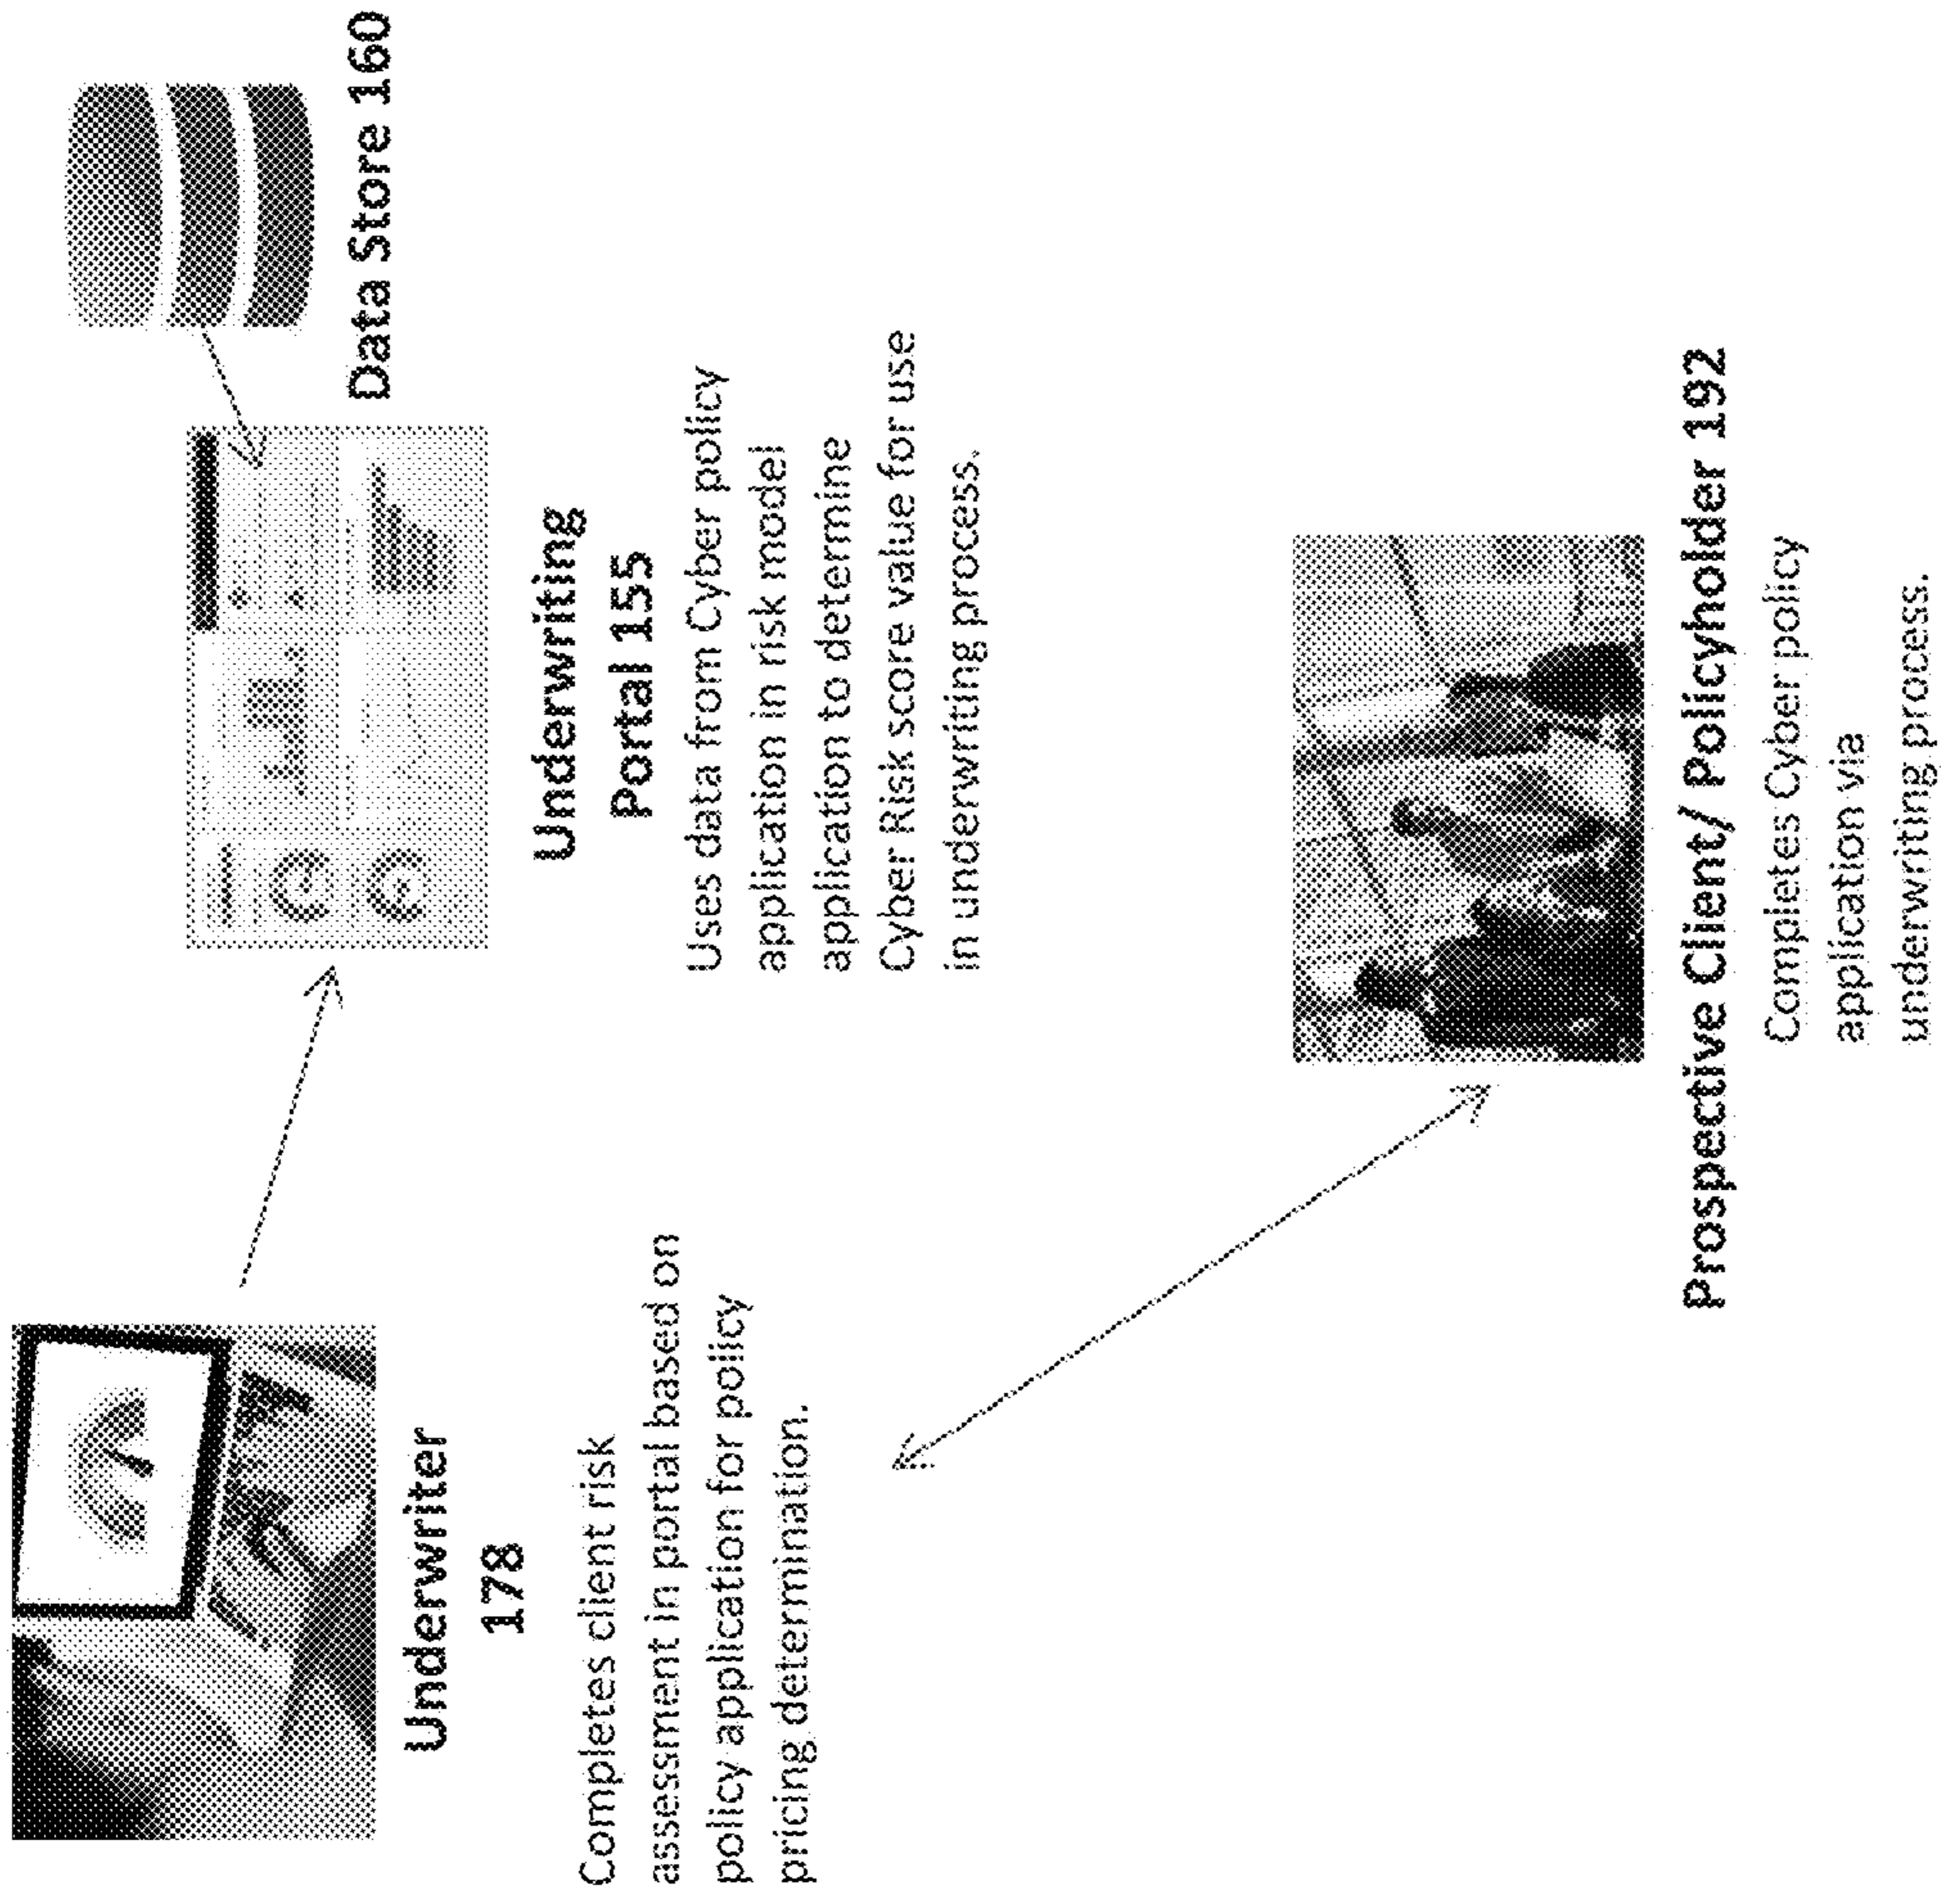 Underwriter
178
Completes client risk
assessment in portal based on
policy application for policy
pricing determination.
Underwriting
Portal 155
Uses data from Cyber policy
application in risk model
application to determine
Cyber Risk score value for use
in underwriting process.
Data Store 160
Prospective Client/ Policyholder 192
Completes Cyber policy
application via
underwriting process.